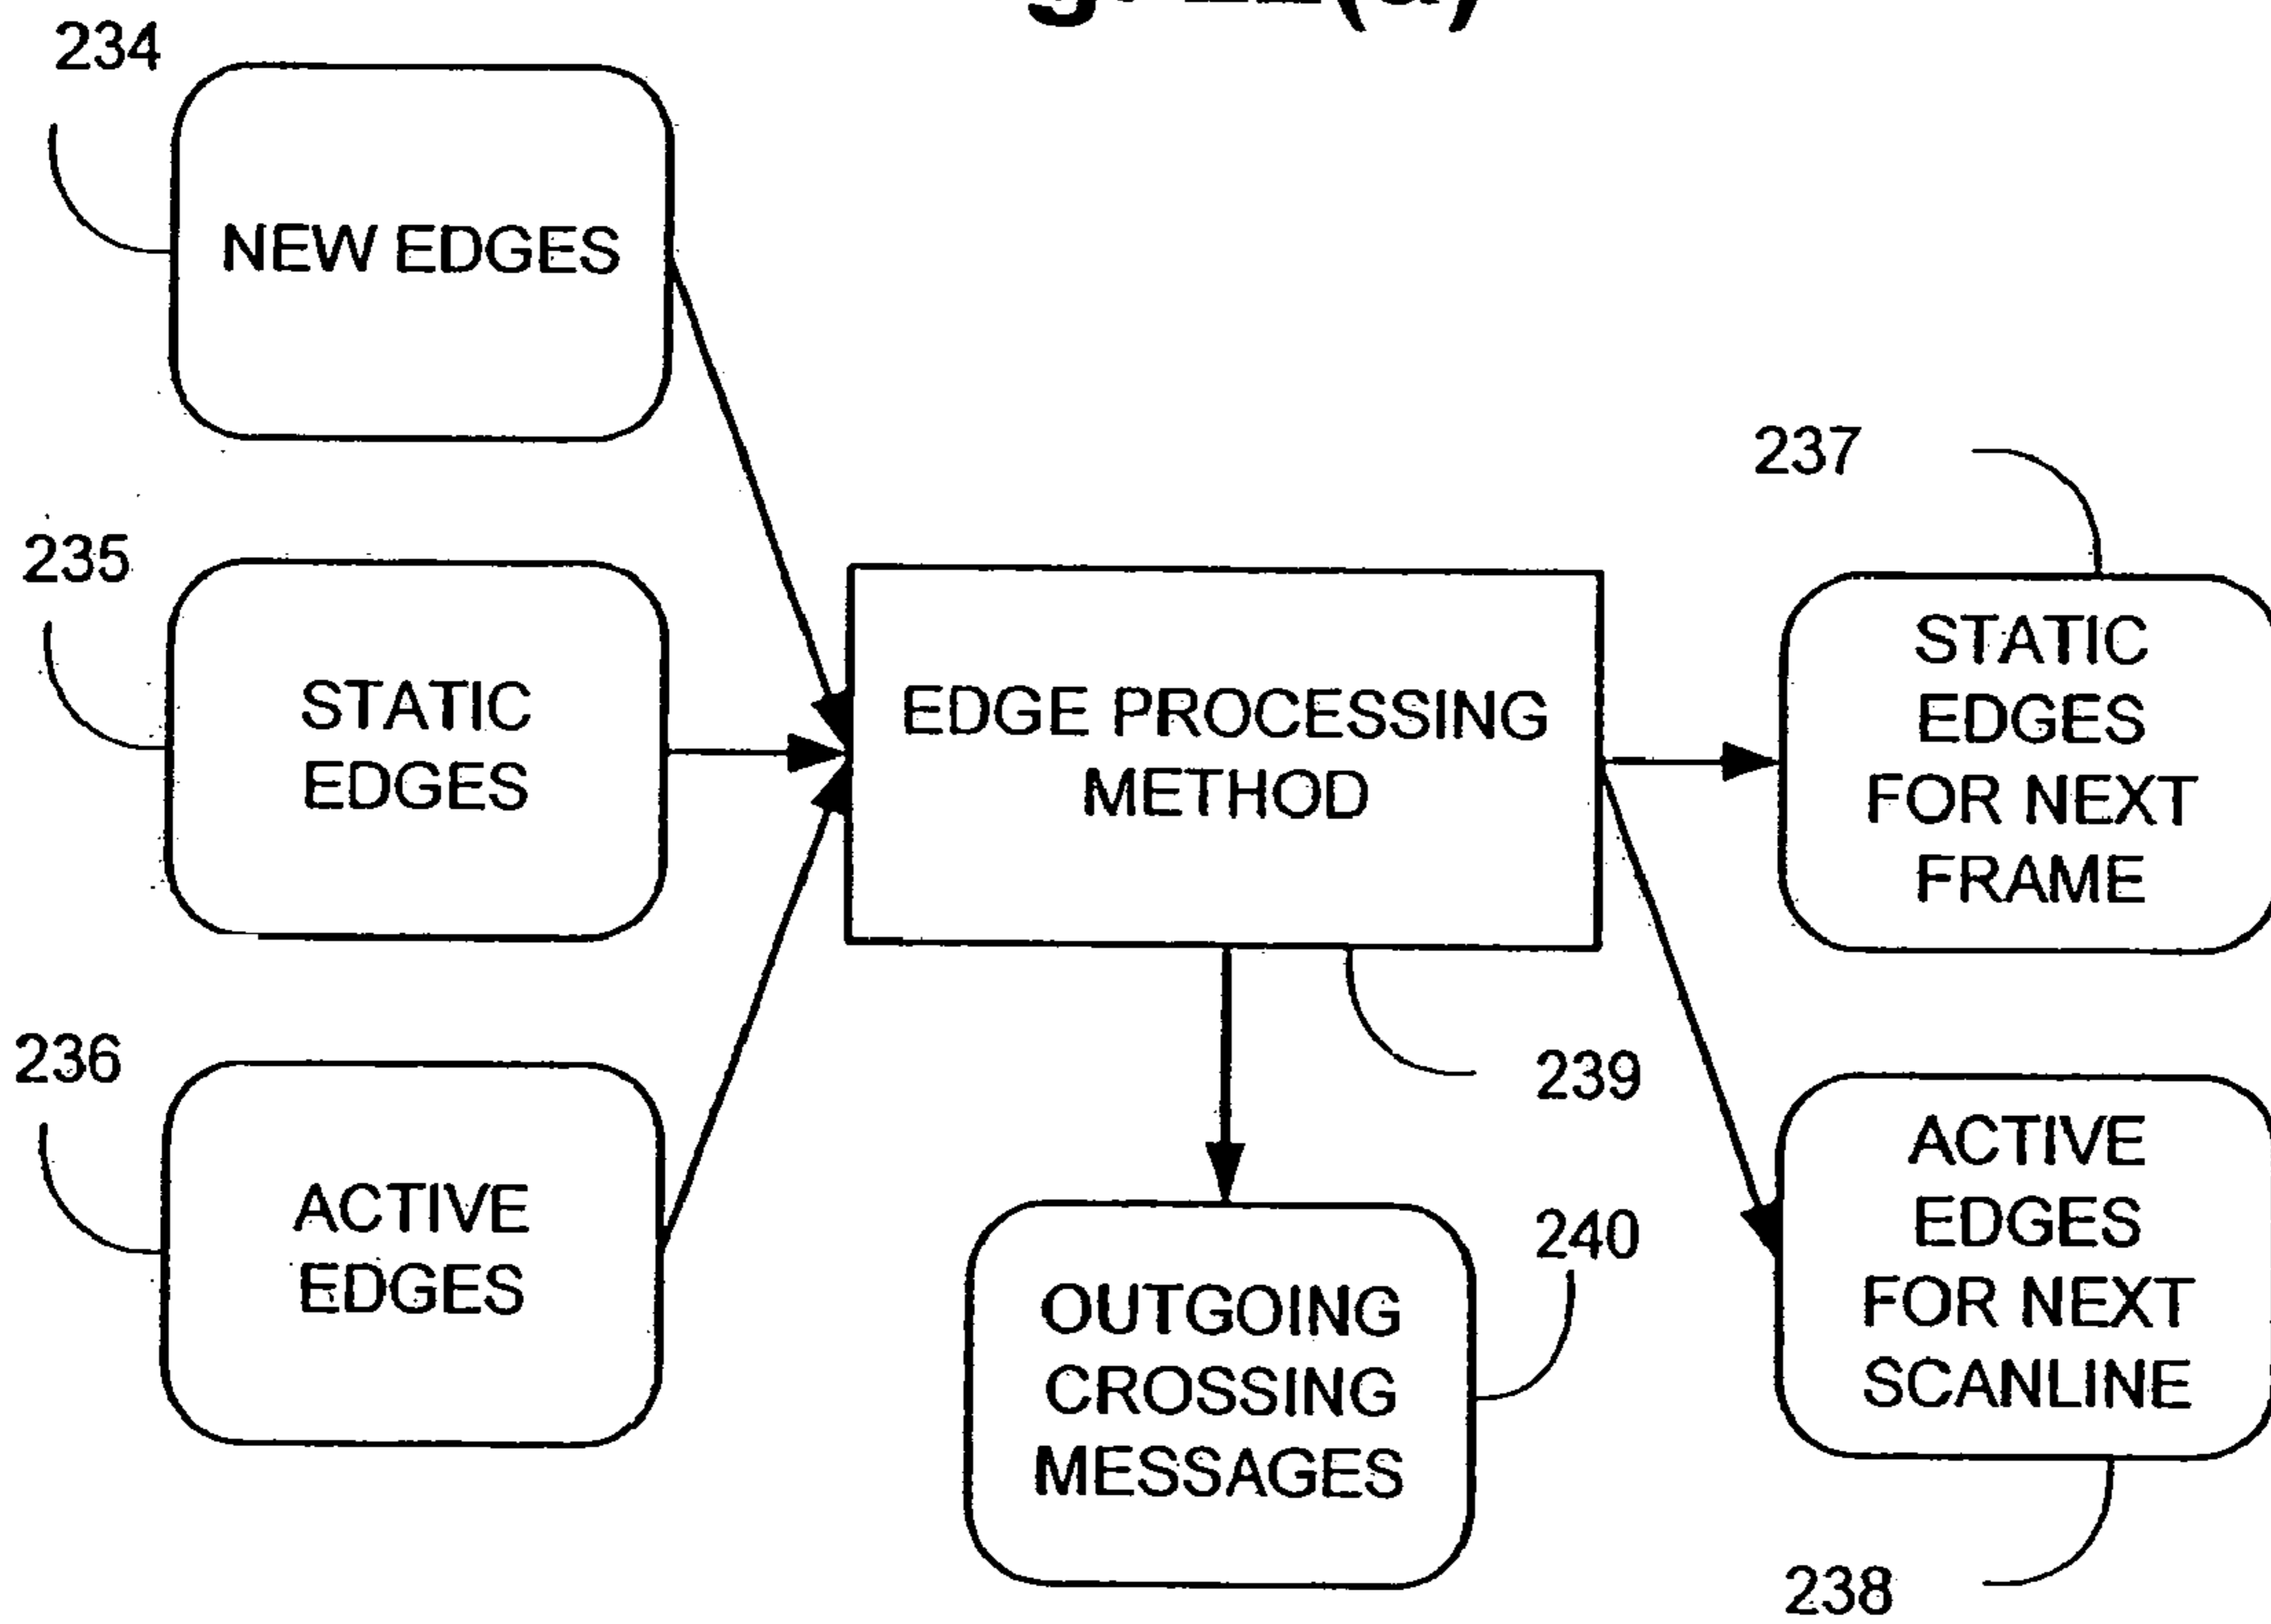 234
NEW EDGES
237
235
STATIC
EDGES
EDGE PROCESSING
METHOD
STATIC
EDGES
FOR NEXT
FRAME
236
239
ACTIVE
EDGES
240
OUTGOING
CROSSING
MESSAGES
ACTIVE
EDGES
FOR NEXT
SCANLINE
238